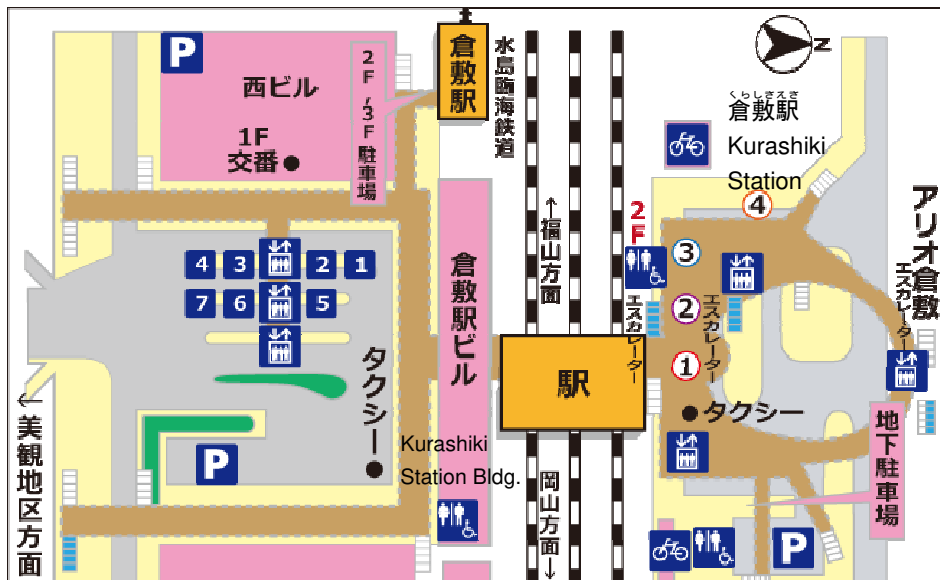 P
西ビル
1F
交番
2F/3F駐車場
倉敷駅
水島臨海鉄道
N
くらしきえき
倉敷駅
Kurashiki
Station
←福山方面
2F
4
3
2
1
7
6
5
4
3
2
1
エスカレーター
エスカレーター
アリオ倉敷
エスカレーター
倉敷駅ビル
駅
タクシー
タクシー
←美観地区方面
P
Kurashiki
Station Bldg.
岡山方面→
地下駐車場
P